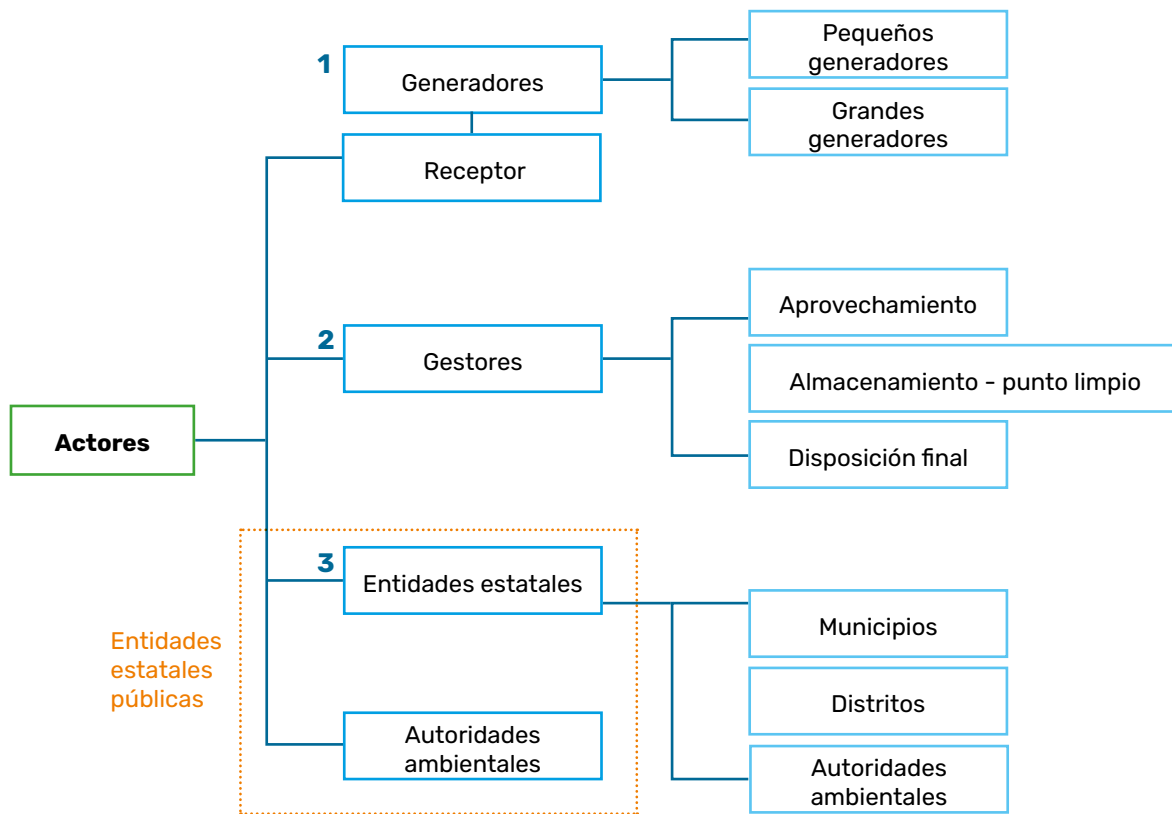 Actores
1
Generadores
Pequeños
generadores
Grandes
generadores
Receptor
2
Gestores
Aprovechamiento
Almacenamiento - punto limpio
Disposición final
Entidades
estatales
públicas
3
Entidades estatales
Municipios
Distritos
Autoridades
ambientales
Autoridades
ambientales